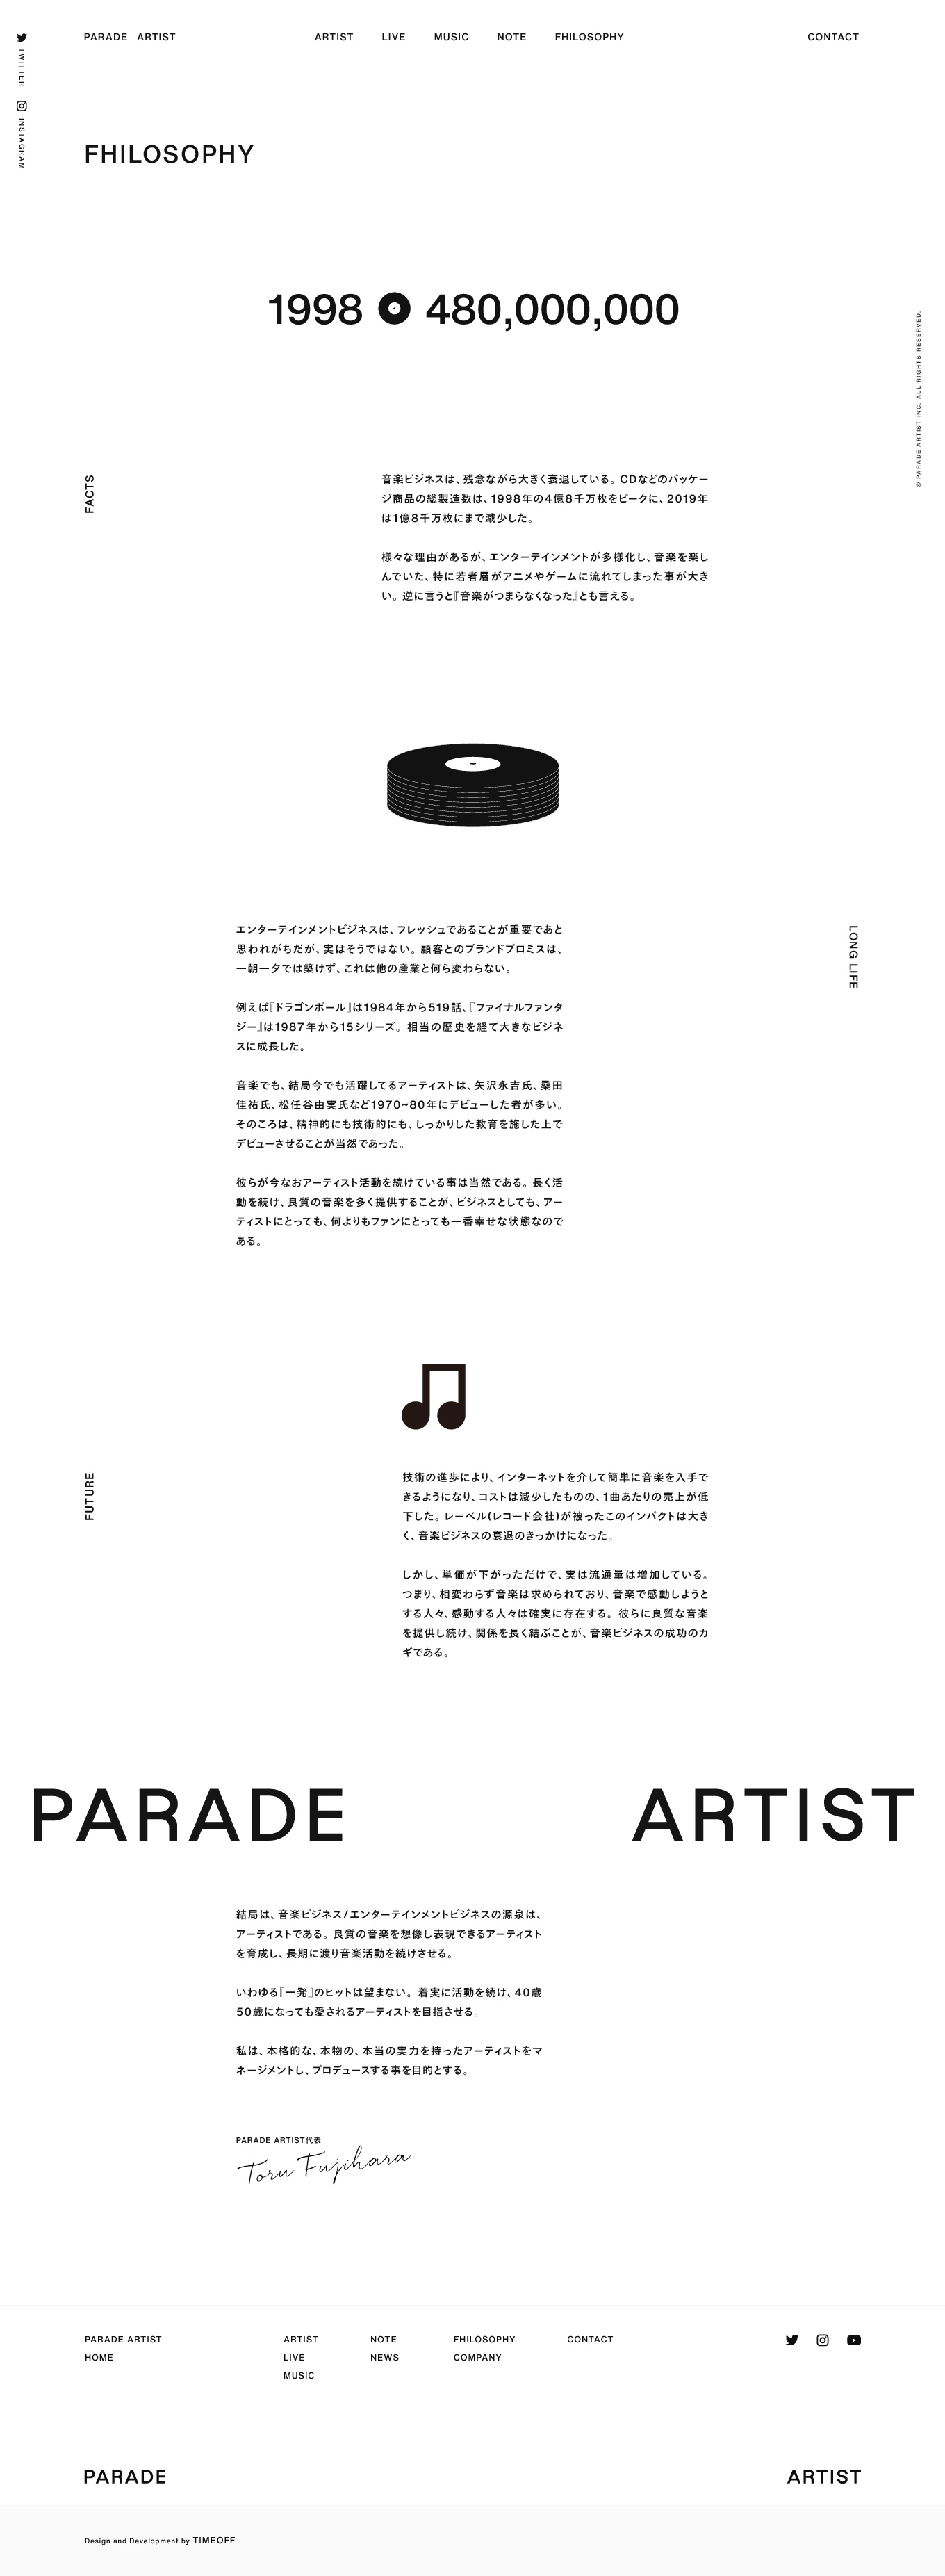 TWITTER
INSTAGRAM
PARADE ARTIST
ARTIST LIVE MUSIC NOTE FHILOSOPHY
CONTACT
FHILOSOPHY
1998 480,000,000
© PARADE ARTIST INC. ALL RIGHTS RESERVED.
FACTS
音楽ビジネスは、残念ながら大きく衰退している。CDなどのパッケー
ジ商品の総製造数は、1998年の4億8千万枚をピークに、2019年
は1億8千万枚にまで減少した。
様々な理由があるが、エンターテインメントが多様化し、音楽を楽し
んでいた、特に若者層がアニメやゲームに流れてしまった事が大き
い。逆に言うと『音楽がつまらなくなった』とも言える。
LONG LIFE
エンターテインメントビジネスは、フレッシュであることが重要であと
思われがちだが、実はそうではない。顧客とのブランドプロミスは、
一朝一夕では築けず、これは他の産業と何ら変わらない。
例えば『ドラゴンボール』は1984年から519話、『ファイナルファンタ
ジー』は1987年から15シリーズ。相当の歴史を経て大きなビジネ
スに成長した。
音楽でも、結局今でも活躍してるアーティストは、矢沢永吉氏、桑田
佳祐氏、松任谷由実氏など1970~80年にデビューした者が多い。
そのころは、精神的にも技術的にも、しっかりした教育を施した上で
デビューさせることが当然であった。
彼らが今なおアーティスト活動を続けている事は当然である。長く活
動を続け、良質の音楽を多く提供することが、ビジネスとしても、アー
ティストにとっても、何よりもファンにとっても一番幸せな状態なので
ある。
FUTURE
技術の進歩により、インターネットを介して簡単に音楽を入手で
きるようになり、コストは減少したものの、1曲あたりの売上が低
下した。レーベル(レコード会社)が被ったこのインパクトは大き
く、音楽ビジネスの衰退のきっかけになった。
しかし、単価が下がっただけで、実は流通量は増加している。
つまり、相変わらず音楽は求められており、音楽で感動しようと
する人々、感動する人々は確実に存在する。彼らに良質な音楽
を提供し続け、関係を長く結ぶことが、音楽ビジネスの成功のカ
ギである。
PARADE ARTIST
結局は、音楽ビジネス/エンターテインメントビジネスの源泉は、
アーティストである。良質の音楽を想像し表現できるアーティスト
を育成し、長期に渡り音楽活動を続けさせる。
いわゆる『一発』のヒットは望まない。着実に活動を続け、40歳
50歳になっても愛されるアーティストを目指させる。
私は、本格的な、本物の、本当の実力を持ったアーティストをマ
ネージメントし、プロデュースする事を目的とする。
PARADE ARTIST代表
Toru Fujihara
PARADE ARTIST ARTIST NOTE FHILOSOPHY CONTACT
HOME LIVE NEWS COMPANY
MUSIC
PARADE ARTIST
Design and Development by TIMEOFF